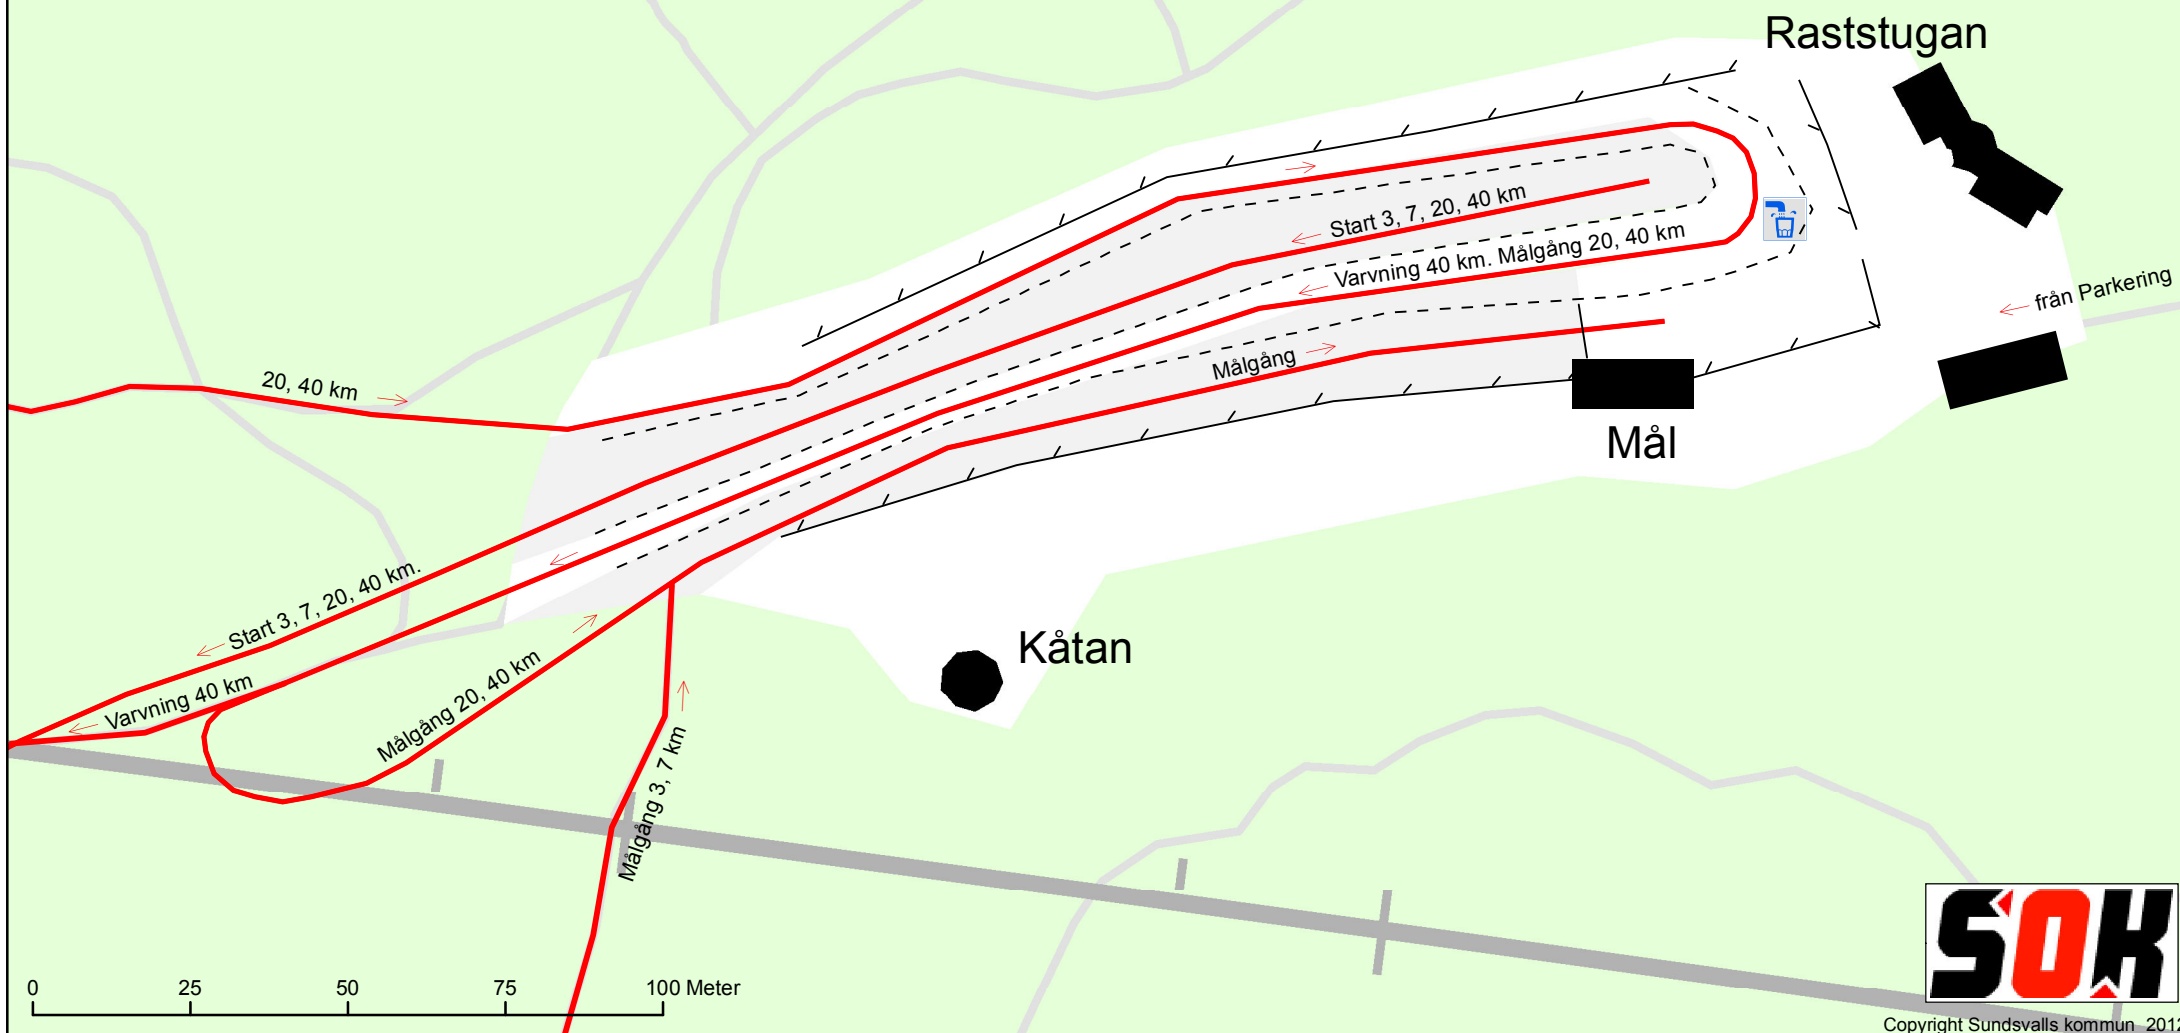 Raststugan
Start 3, 7, 20, 40 km
Varvning 40 km. Målgång 20, 40 km
från Parkering
Målgång
20, 40 km
Mål
Start 3, 7, 20, 40 km.
Kåtan
Varvning 40 km
Målgång 20, 40 km
Målgång 3, 7 km
SOK
0 25 50 75 100 Meter
Copyright Sundsvalls kommun